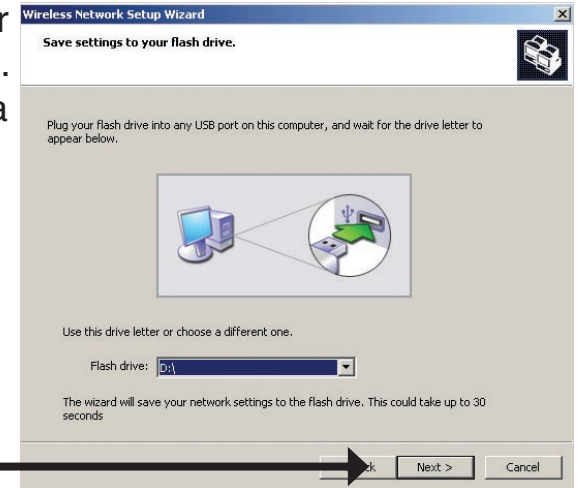 Wireless Network Setup Wizard
Save settings to your flash drive.
r
.
a
Plug your flash drive into any USB port on this computer, and wait for the drive letter to
appear below.
Use this drive letter or choose a different one.
Flash drive: D:\
The wizard will save your network settings to the flash drive. This could take up to 30
seconds
Next > Cancel